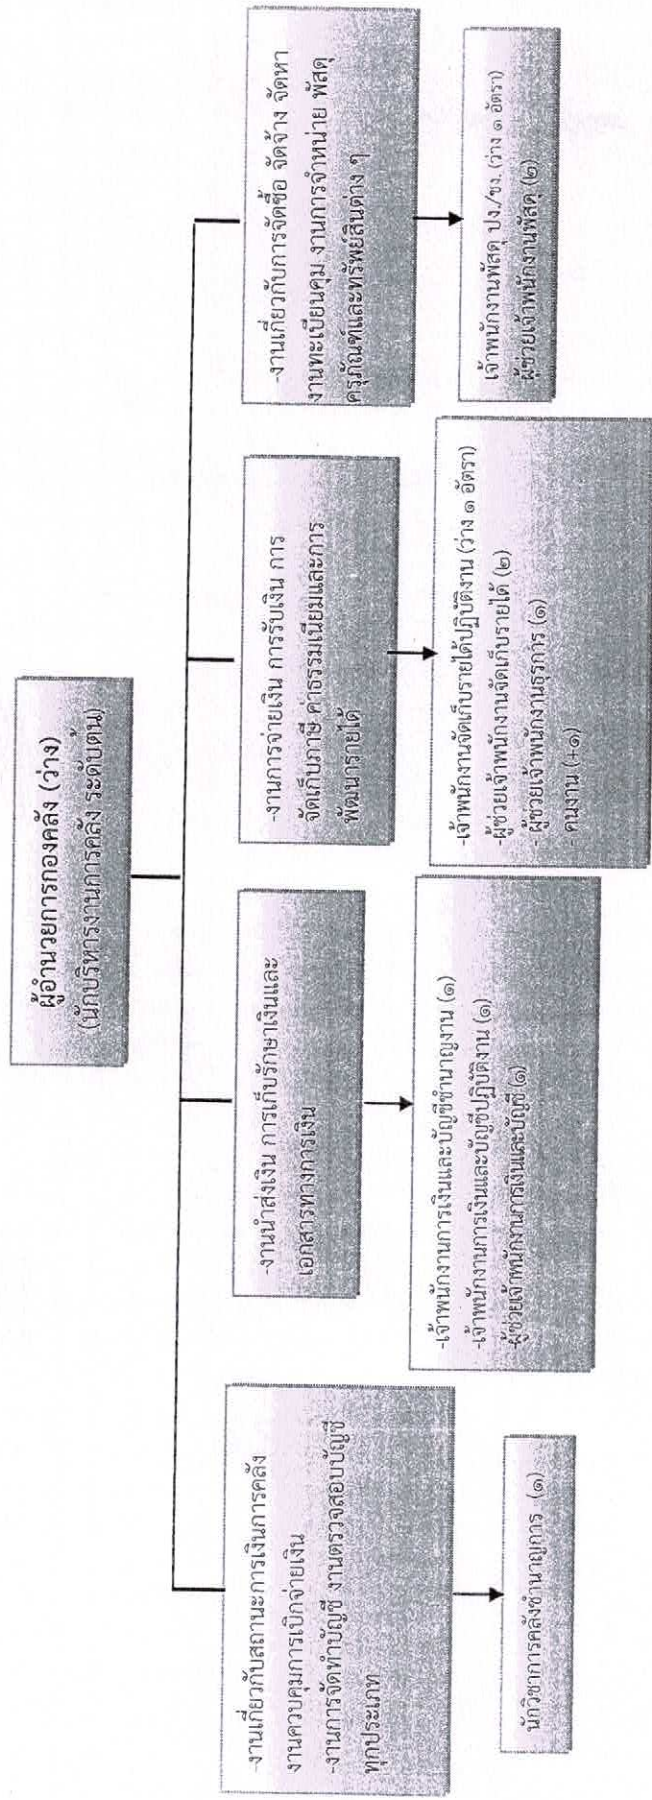 ผู้อำนวยการกองคลัง (ว่าง)
(นักบริหารงานการคลัง ระดับต้น)
-งานเกี่ยวกับสถานะการเงินการคลัง
งานควบคุมการเบิกจ่ายเงิน
-งานการจัดทำบัญชี งานตรวจสอบบัญชี
ทุกประเภท
นักวิชาการคลังชำนาญการ (๑)
-งานนำส่งเงิน การเก็บรักษาเงินและ
เอกสารทางการเงิน
-เจ้าพนักงานการเงินและบัญชีชำนาญงาน (๑)
-เจ้าพนักงานการเงินและบัญชีปฏิบัติงาน (๑)
-ผู้ช่วยเจ้าพนักงานการเงินและบัญชี (๑)
-งานการจ่ายเงิน การรับเงิน การ
จัดเก็บภาษี ค่าธรรมเนียมและการ
พัฒนารายได้
-เจ้าพนักงานจัดเก็บรายได้ปฏิบัติงาน (ว่าง ๑ อัตรา)
-ผู้ช่วยเจ้าพนักงานจัดเก็บรายได้ (๒)
- ผู้ช่วยเจ้าพนักงานธุรการ (๑)
- คนงาน (+๑)
-งานเกี่ยวกับการจัดซื้อ จัดจ้าง จัดหา
งานทะเบียนคุม งานการจำหน่าย พัสดุ
ครุภัณฑ์และทรัพย์สินต่าง ๆ
เจ้าพนักงานพัสดุ ปง./ชง. (ว่าง ๑ อัตรา)
ผู้ช่วยเจ้าพนักงานพัสดุ (๒)